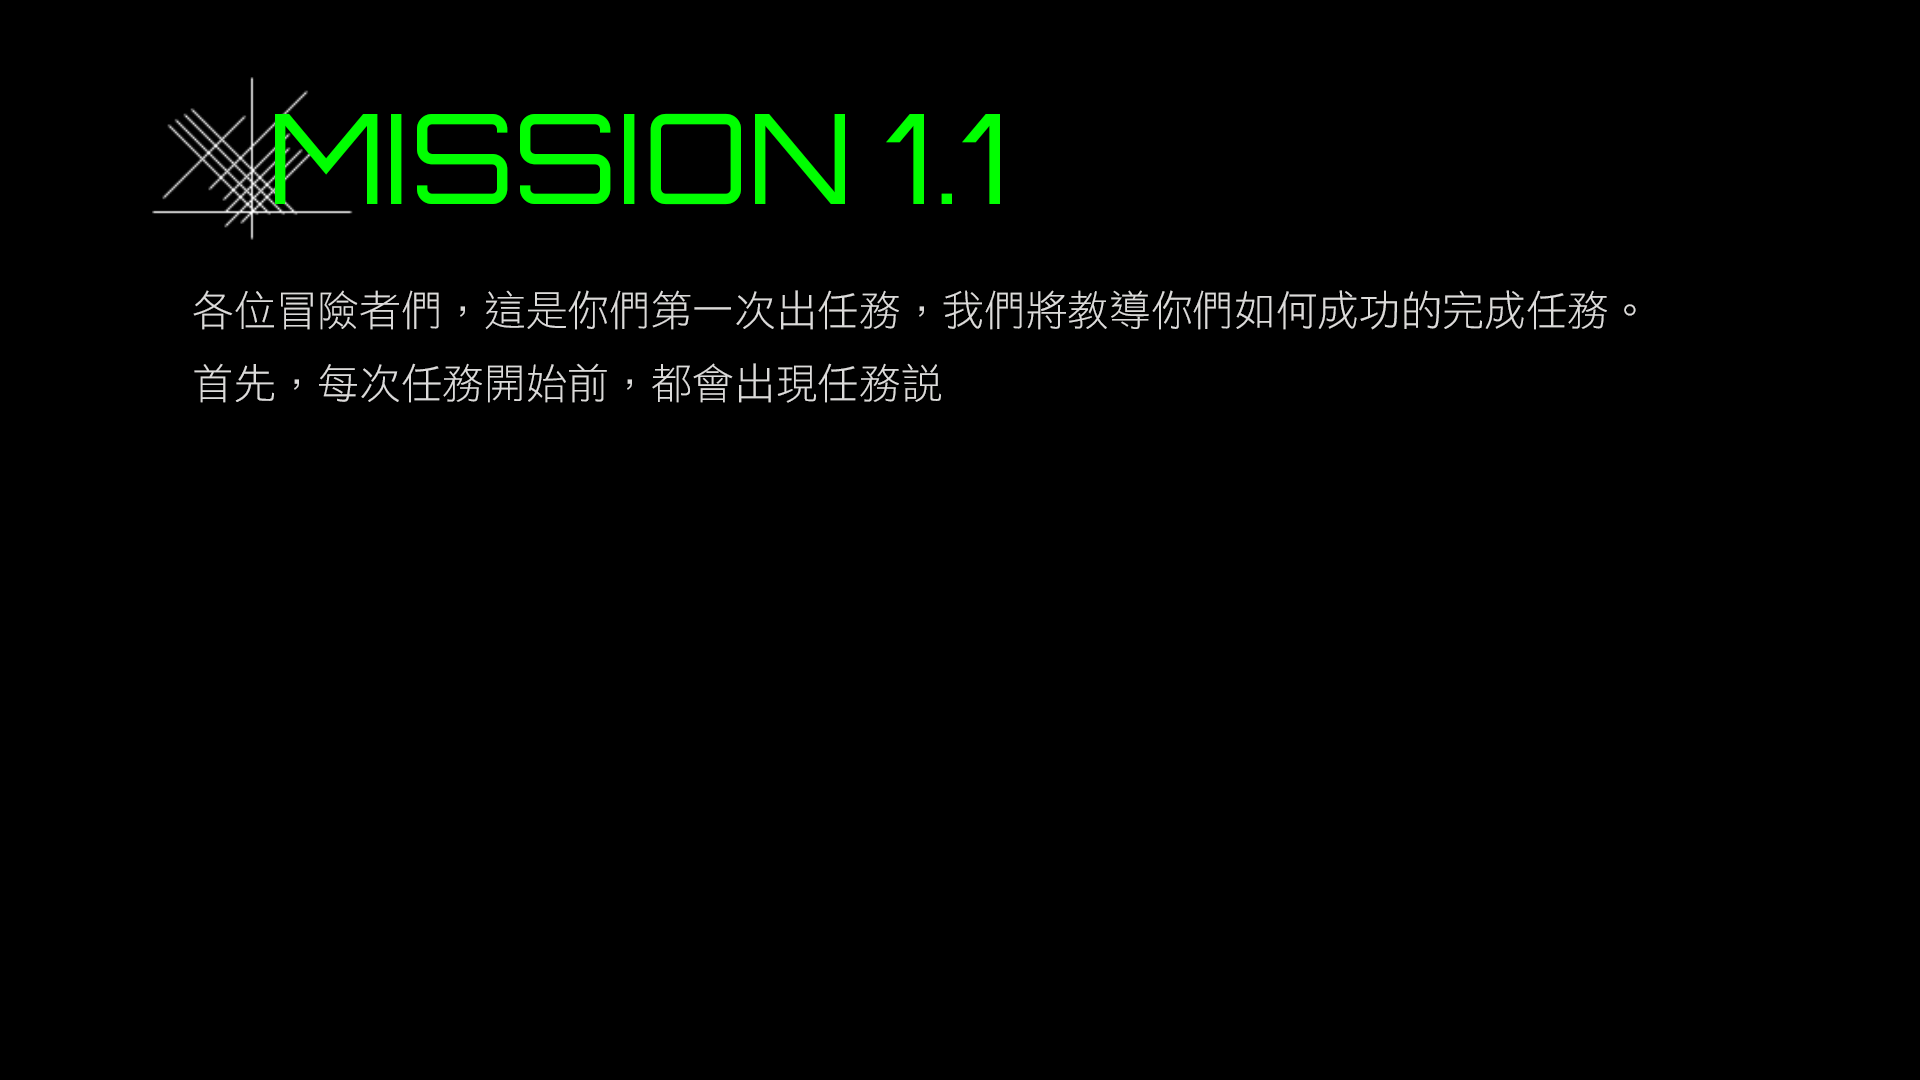 MISSION 1.1
各位冒險者們，這是你們第一次出任務，我們將教導你們如何成功的完成任務。
首先，每次任務開始前，都會出現任務説